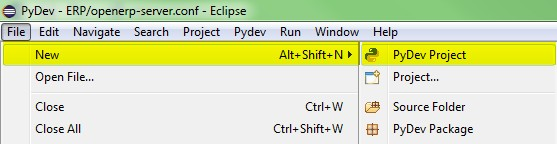 PyDev - ERP/openerp-server.conf - Eclipse
File Edit Navigate Search Project Pydev Run Window Help
New Alt+Shift+N PyDev Project
Open File... Project...
Close Ctrl+W Source Folder
Close All Ctrl+Shift+W PyDev Package